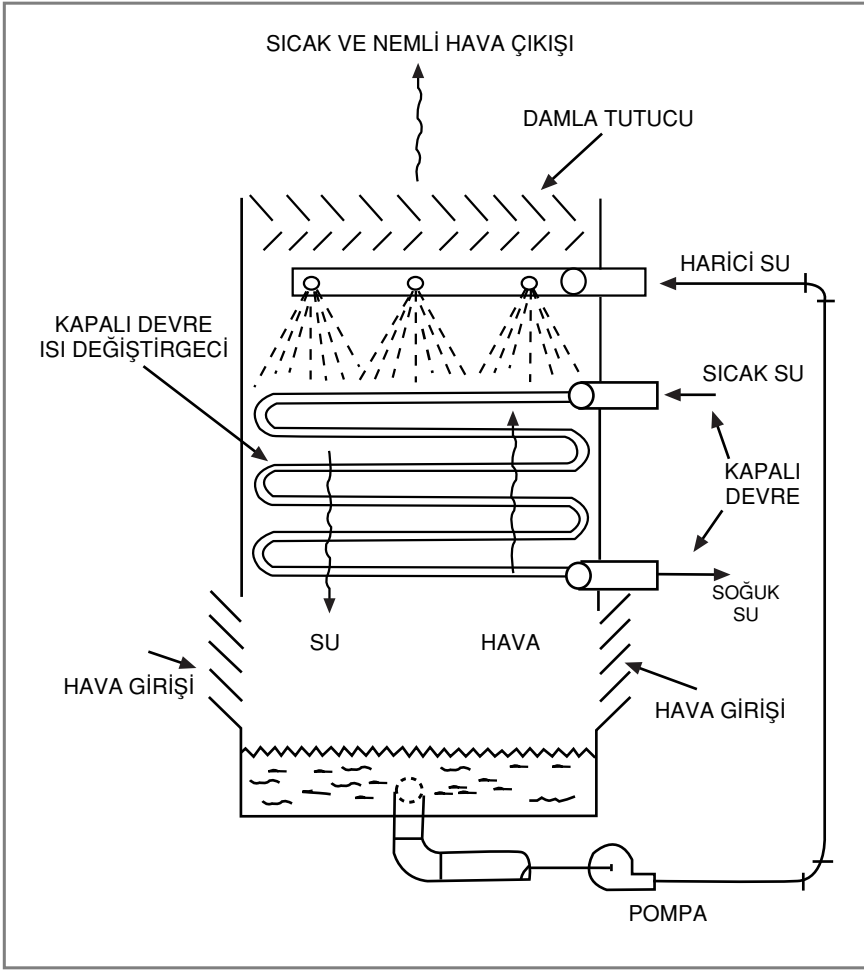 SICAK VE NEMLİ HAVA ÇIKIŞI
DAMLA TUTUCU
HARİCİ SU
KAPALI DEVRE
ISI DEĞİŞTİRGECİ
SICAK SU
KAPALI
DEVRE
SOĞUK
SU
SU
HAVA
HAVA GİRİŞİ
HAVA GİRİŞİ
POMPA